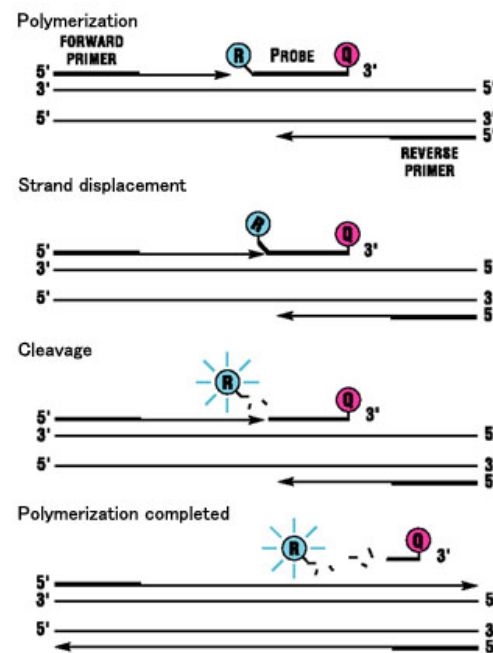 Polymerization
FORWARD
PRIMER
R PROBE Q
5' 3'
3' 5'
5' 3'
5'
REVERSE
PRIMER
Strand displacement
R Q
5' 3'
3' 5'
5' 3
5'
Cleavage
R Q
5' 3'
3' 5'
5' 3
5'
Polymerization completed
R Q
3'
5'
3' 5'
5' 3
5'